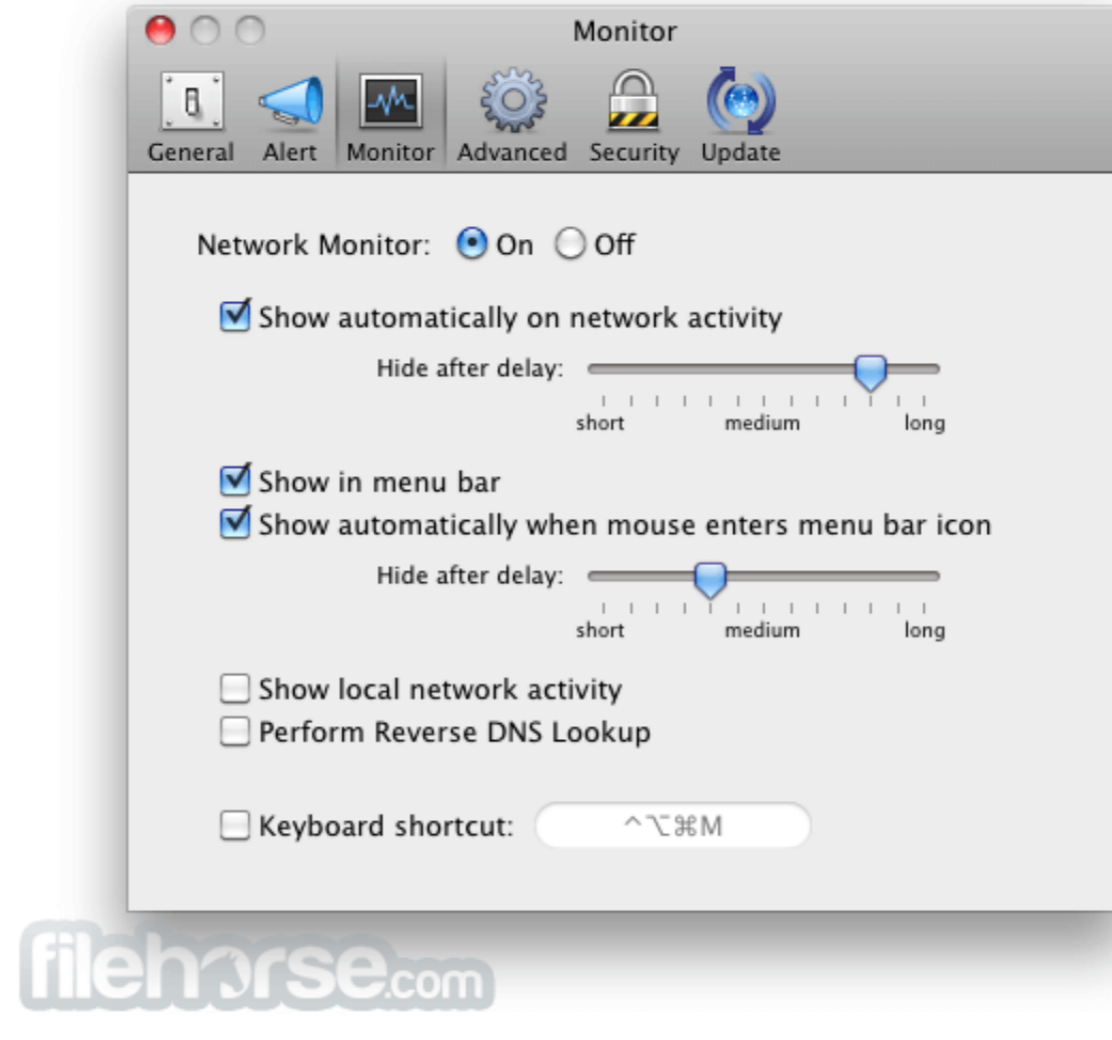 Monitor
General Alert Monitor Advanced Security Update
Network Monitor: On Off
Show automatically on network activity
Hide after delay:
short medium long
Show in menu bar
Show automatically when mouse enters menu bar icon
Hide after delay:
short medium long
Show local network activity
Perform Reverse DNS Lookup
Keyboard shortcut: ^⌥⌘M
filehorse.com